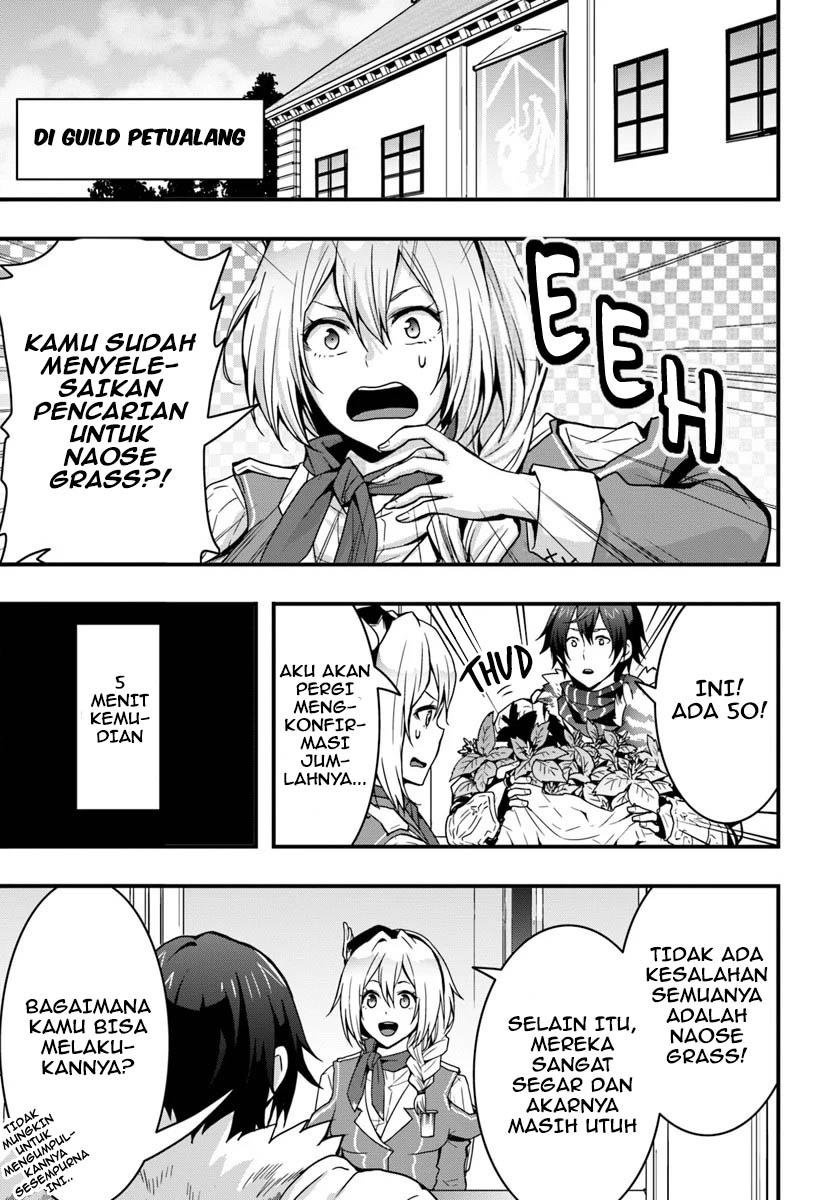 DI GUILD PETUALANG
EEEH
KAMU SUDAH
MENYELE-
SAIKAN
PENCARIAN
UNTUK
NAOSE
GRASS?!
INI!
ADA 50!
THUD
AKU AKAN
PERGI
MENG-
KONFIR-
MASI
JUM-
LAHNYA...
5
MENIT
KEMU-
DIAN
TIDAK ADA
KESALAHAN
SEMUANYA
ADALAH
NAOSE
GRASS!
SELAIN ITU,
MEREKA
SANGAT
SEGAR DAN
AKARNYA
MASIH UTUH
BAGAIMANA
KAMU BISA
MELAKU-
KANNYA?
TIDAK
MUNGKIN
UNTUK
MENGUMPUL-
KANNYA
SESEMPURNA
INI..